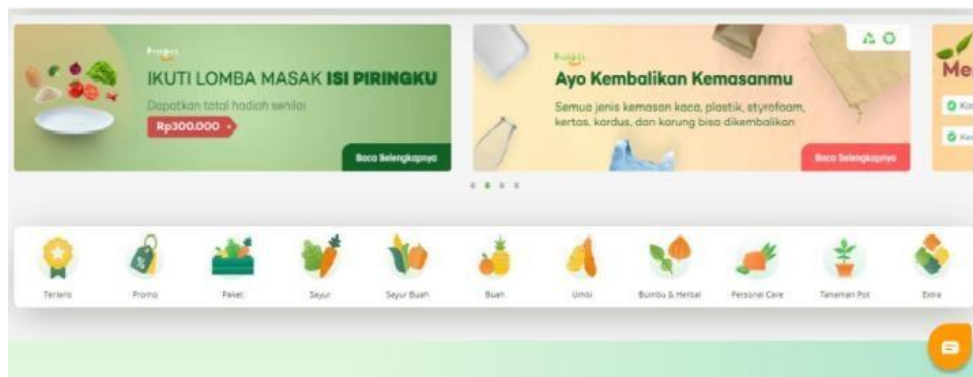 IKUTI LOMBA MASAK ISI PIRINGKU
Dapatkan total hadiah senilai
Rp300.000
Baca Selengkapnya
Ayo Kembalikan Kemasanmu
Semua jenis kemasan kaca, plastik, styrofoam,
kertas, kardus, dan karung bisa dikembalikan
Baca Selengkapnya
Me
Terlaris
Promo
Paket
Sayur
Sayur Buah
Buah
Umbi
Bumbu & Herbal
Personal Care
Tanaman Pot
Extra